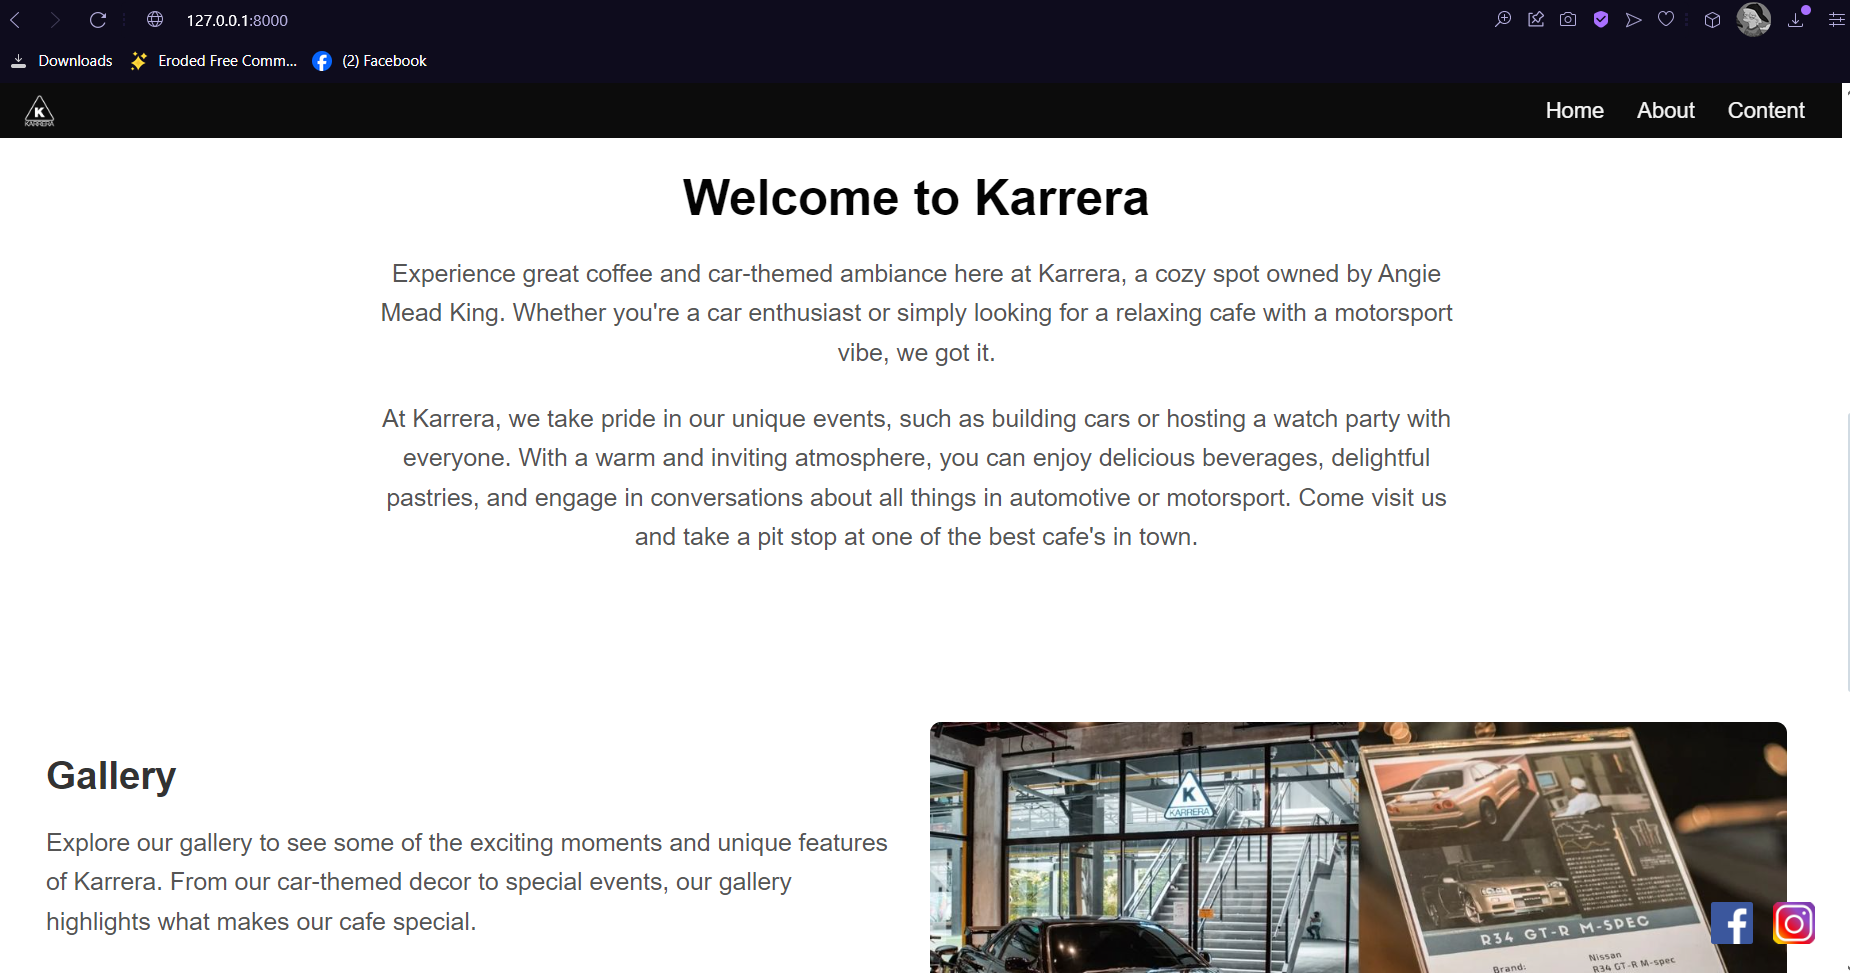 127.0.0.1:8000
Downloads
Eroded Free Comm...
(2) Facebook
K
KARRERA
Home
About
Content
Welcome to Karrera
Experience great coffee and car-themed ambiance here at Karrera, a cozy spot owned by Angie
Mead King. Whether you're a car enthusiast or simply looking for a relaxing cafe with a motorsport
vibe, we got it.
At Karrera, we take pride in our unique events, such as building cars or hosting a watch party with
everyone. With a warm and inviting atmosphere, you can enjoy delicious beverages, delightful
pastries, and engage in conversations about all things in automotive or motorsport. Come visit us
and take a pit stop at one of the best cafe's in town.
Gallery
Explore our gallery to see some of the exciting moments and unique features
of Karrera. From our car-themed decor to special events, our gallery
highlights what makes our cafe special.
K
KARRERA
R34 GT-R M-SPEC
Brand:
Nissan
R34 GT-R M-spec